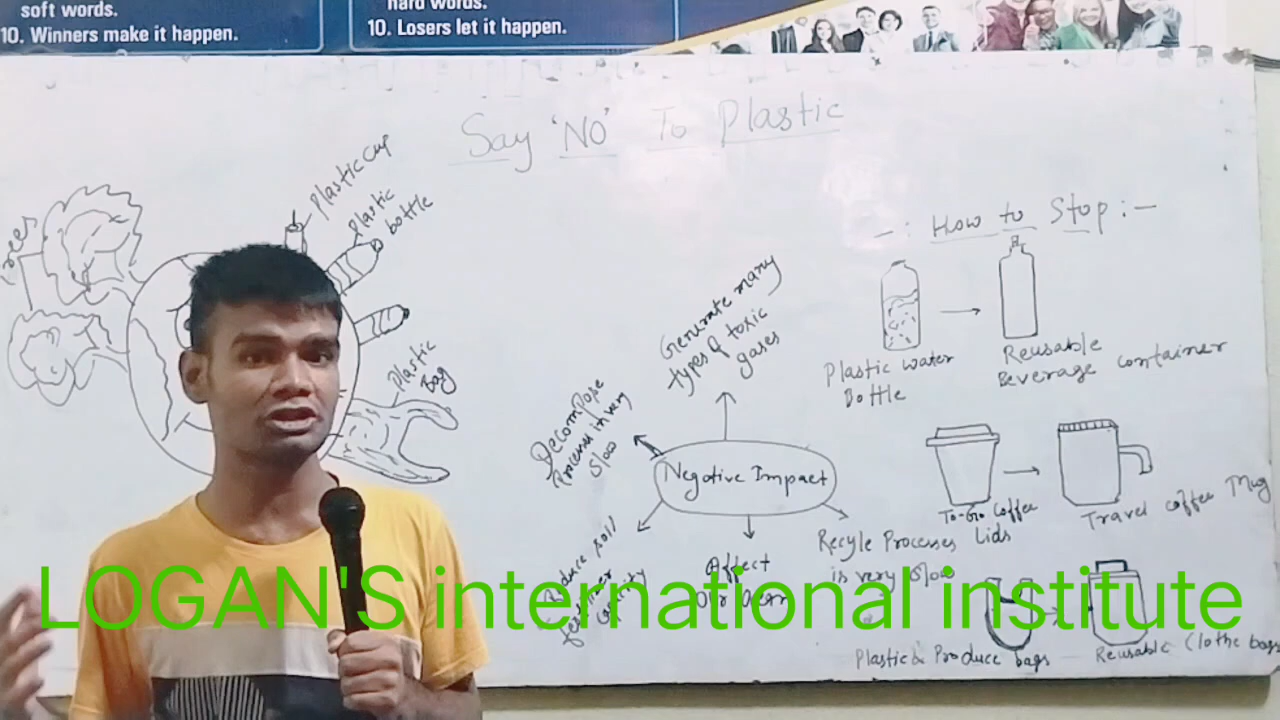 soft words.
10. Winners make it happen.
hard words.
10. Losers let it happen.
Say 'NO' To Plastic
Plastic cup
Plastic
bottle
Plastic
Bag
-: How to Stop:-
Plastic Water
Bottle
Reusable
Beverage container
To-Go Coffee
Lids
Travel coffee Mug
Plastic Produce bags
Reusable Clothe bags
Negative Impact
Generate many
types of toxic
gases
Decompose
Process is very
slow
Recyle Processes
is very slow
Affect
soil
LOGAN'S international institute